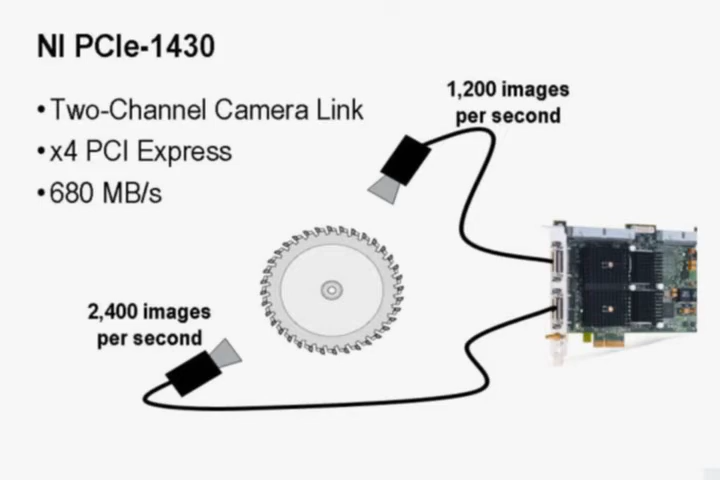 NI PCIe-1430
•Two-Channel Camera Link
•x4 PCI Express
•680 MB/s
1,200 images
per second
2,400 images
per second